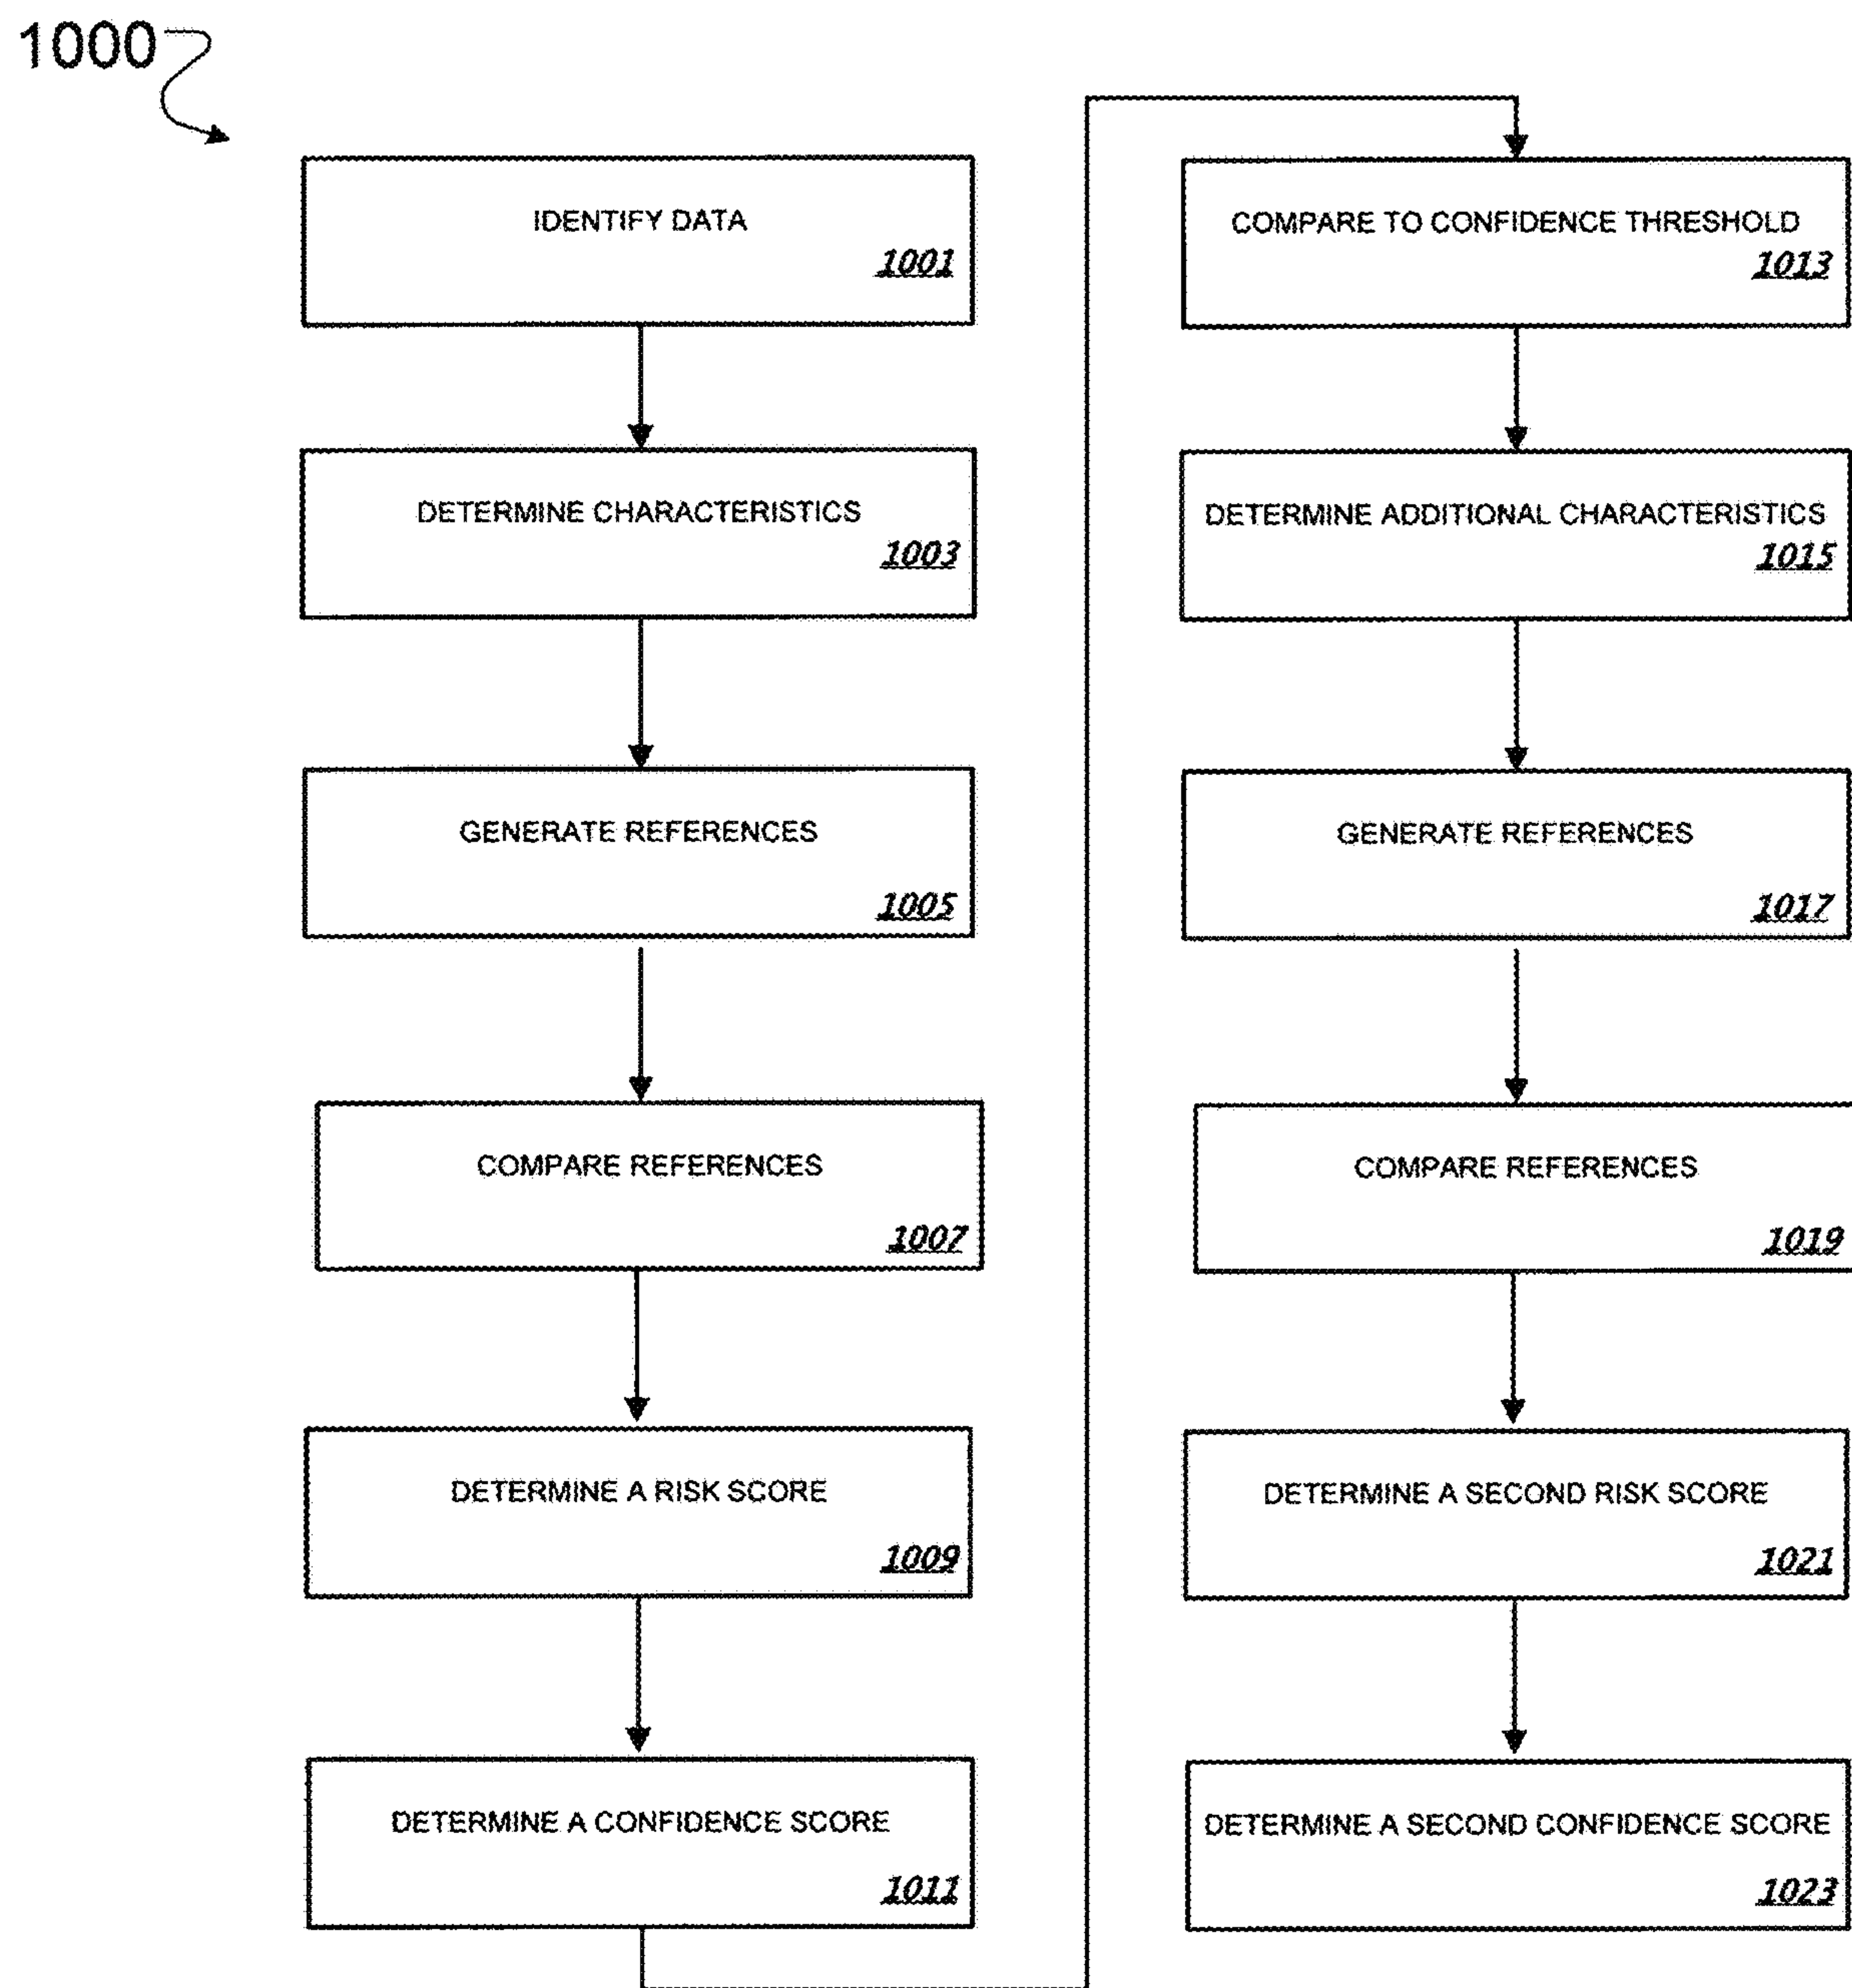 1000
IDENTIFY DATA
1001
DETERMINE CHARACTERISTICS
1003
GENERATE REFERENCES
1005
COMPARE REFERENCES
1007
DETERMINE A RISK SCORE
1009
DETERMINE A CONFIDENCE SCORE
1011
COMPARE TO CONFIDENCE THRESHOLD
1013
DETERMINE ADDITIONAL CHARACTERISTICS
1015
GENERATE REFERENCES
1017
COMPARE REFERENCES
1019
DETERMINE A SECOND RISK SCORE
1021
DETERMINE A SECOND CONFIDENCE SCORE
1023